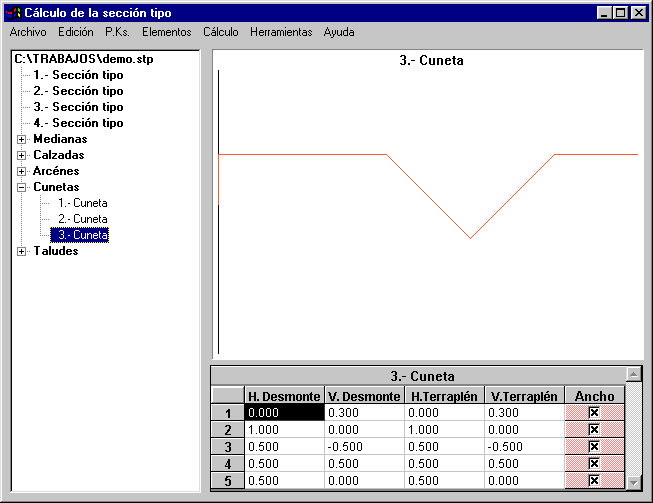 Cálculo de la sección tipo
Archivo Edición P.Ks. Elementos Cálculo Herramientas Ayuda
C:\TRABAJOS\demo.stp
1.- Sección tipo
2.- Sección tipo
3.- Sección tipo
4.- Sección tipo
Medianas
Calzadas
Arcénes
Cunetas
1.- Cuneta
2.- Cuneta
3.- Cuneta
Taludes
3.- Cuneta
3.- Cuneta
H. Desmonte V. Desmonte H.Terraplén V.Terraplén Ancho
1 0.000 0.300 0.000 0.300
2 1.000 0.000 1.000 0.000
3 0.500 -0.500 0.500 -0.500
4 0.500 0.500 0.500 0.500
5 0.500 0.000 0.500 0.000